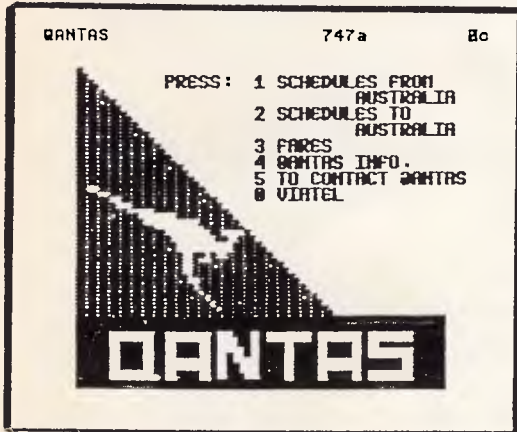 QANTAS 747a 0c
PRESS: 1 SCHEDULES FROM
AUSTRALIA
2 SCHEDULES TO
AUSTRALIA
3 FARES
4 QANTAS INFO.
5 TO CONTACT QANTAS
0 VIATEL
QANTAS